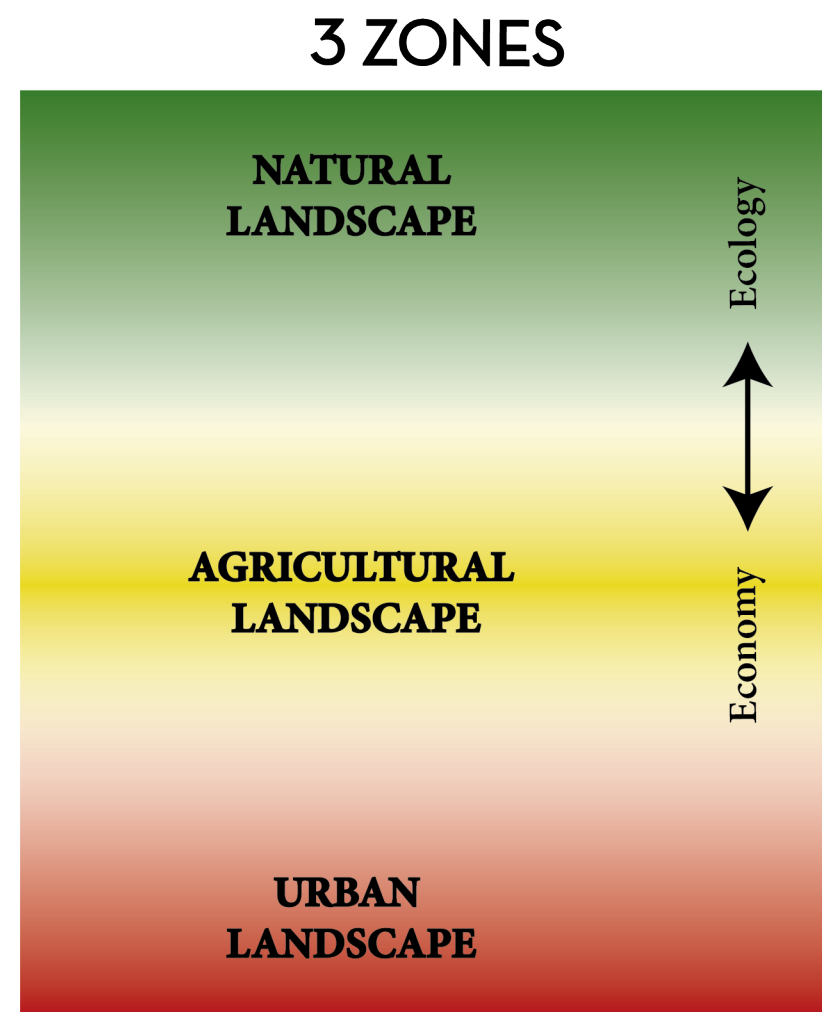 3 ZONES
NATURAL
LANDSCAPE
Ecology
AGRICULTURAL
LANDSCAPE
Economy
URBAN
LANDSCAPE